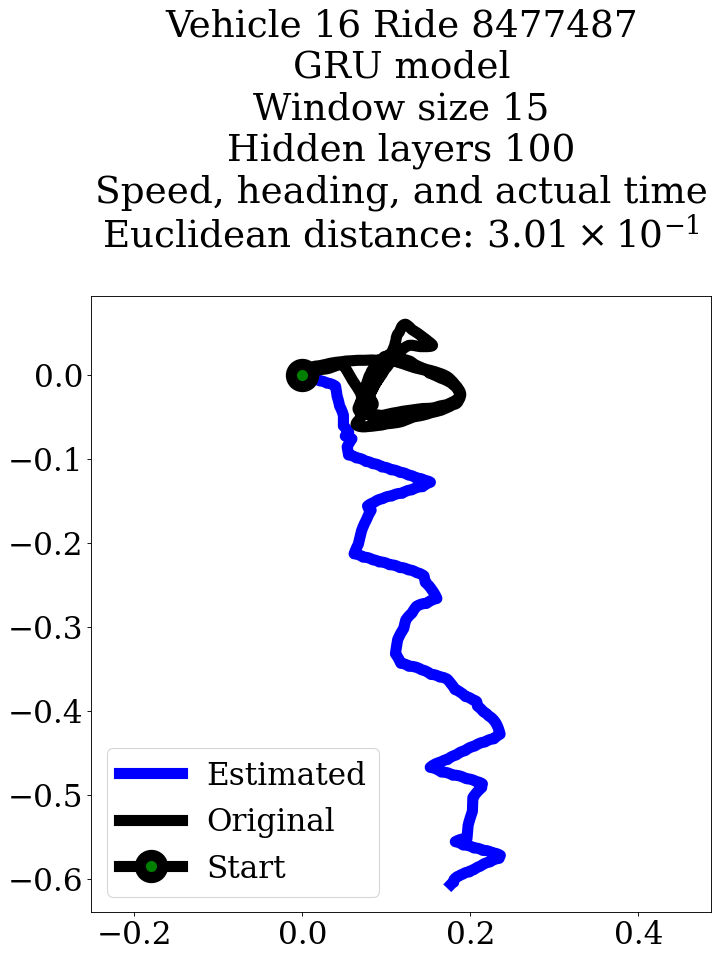 Vehicle 16 Ride 8477487
GRU model
Window size 15
Hidden layers 100
Speed, heading, and actual time
Euclidean distance: 3.01 × 10⁻¹
0.0
−0.1
−0.2
−0.3
−0.4
−0.5
−0.6
Estimated
Original
Start
−0.2 0.0 0.2 0.4